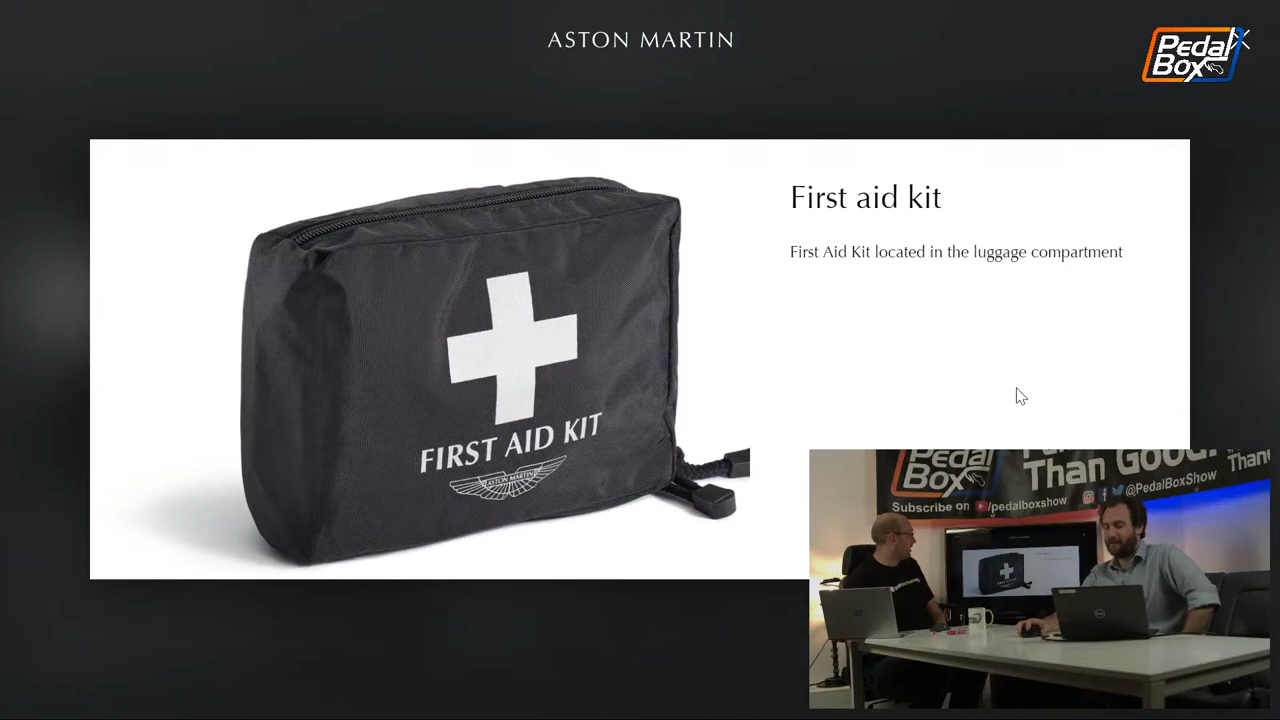 ASTON MARTIN
Pedal
Box
First aid kit
First Aid Kit located in the luggage compartment
FIRST AID KIT
ASTON MARTIN
Pedal
Box
Than Good.
Subscribe on /pedalboxshow
@PedalBoxShow